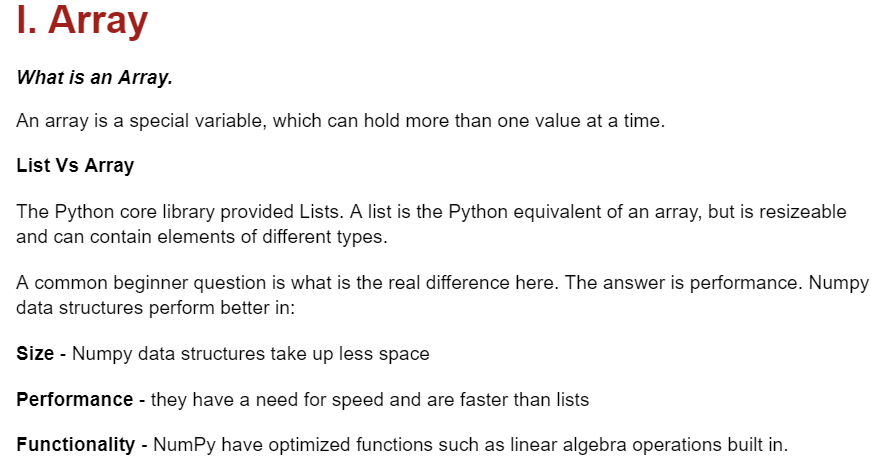 I. Array
What is an Array.
An array is a special variable, which can hold more than one value at a time.
List Vs Array
The Python core library provided Lists. A list is the Python equivalent of an array, but is resizeable
and can contain elements of different types.
A common beginner question is what is the real difference here. The answer is performance. Numpy
data structures perform better in:
Size - Numpy data structures take up less space
Performance - they have a need for speed and are faster than lists
Functionality - NumPy have optimized functions such as linear algebra operations built in.